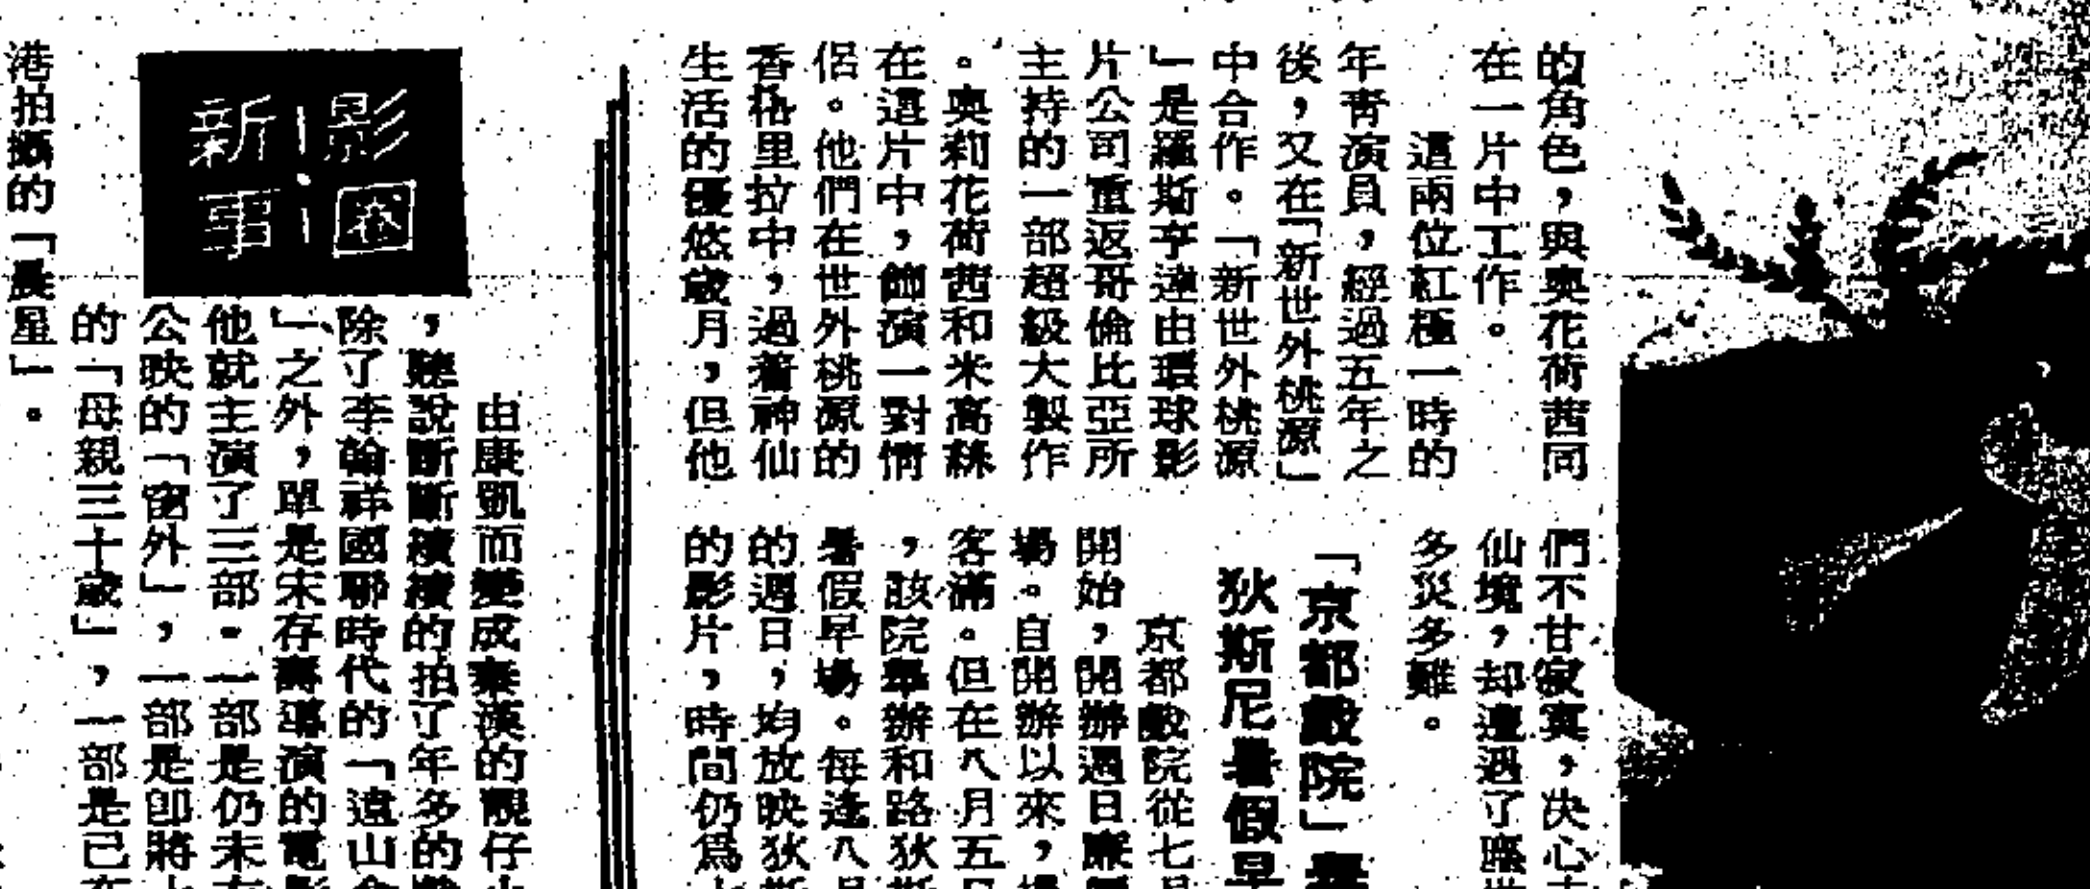 的角色，與奧花荷茜同
在一片中工作。
這兩位紅極一時的
年青演員，經過五年之
後，又在「新世外桃源」
中合作。「新世外桃源
」是羅斯亨達由環球影
片公司重返哥倫比亞所
主持的一部超級大製作
。奧莉花荷茜和米高
在這片中，飾演一對情
侶。他們在世外桃源的
香格里拉中，過着神仙
生活的優悠歲月，但他
們不甘寂寞，决心
仙境，却遭遇了
多災多難。
「京都戲院」
狄斯尼暑假早
京都戲院從七月
開始，開辦週日
場。自開辦以來，場
客滿。但在八月五日
，該院舉辦和路狄斯
暑假早場。每逢八月
的週日，均放映狄斯
的影片，時間仍爲
影圈
新事
由康凱而變成秦漢的靚仔小
，聽說斷斷續續的拍了年多的
除了李翰祥國聯時代的「遠山含
」之外，單是宋存壽導演的電影
他就主演了三部。一部是仍未
公映的「窗外」，一部是即將上
的「母親三十歲」，一部是已在
港拍攝的「晨星」。